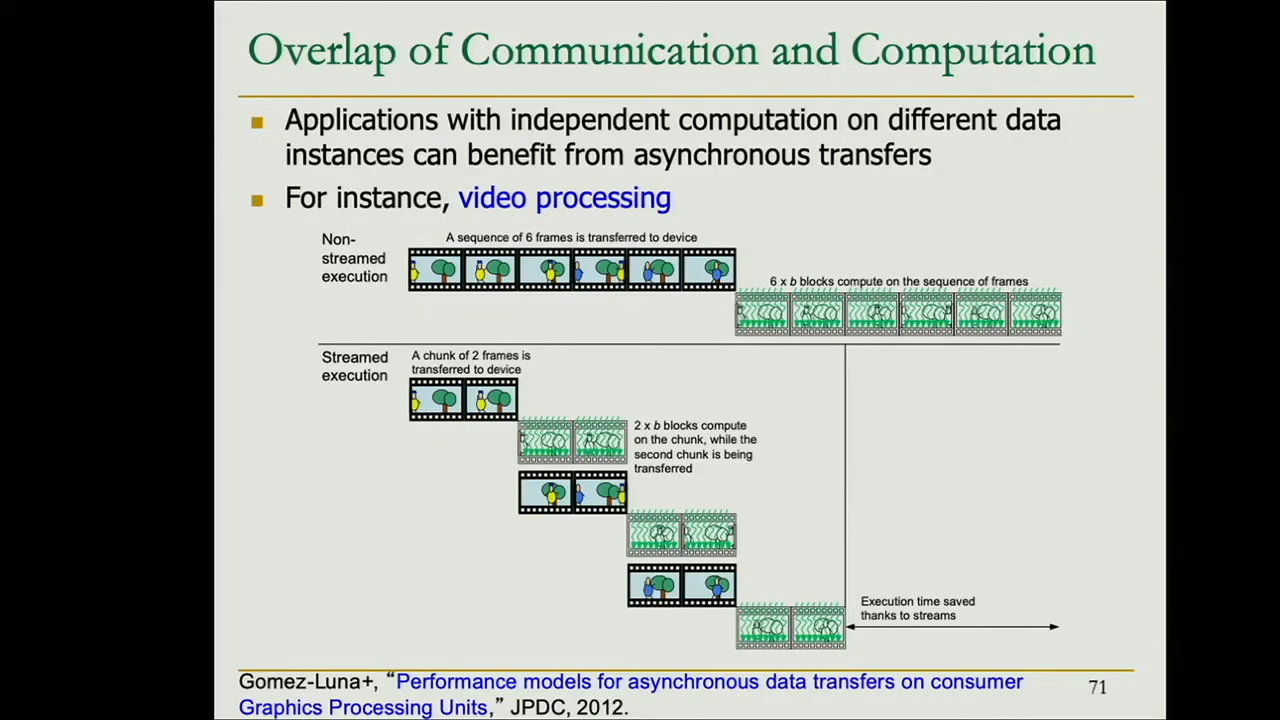 Overlap of Communication and Computation
Applications with independent computation on different data
instances can benefit from asynchronous transfers
For instance, video processing
Non-
streamed
execution
A sequence of 6 frames is transferred to device
6 x b blocks compute on the sequence of frames
Streamed
execution
A chunk of 2 frames is
transferred to device
2 x b blocks compute
on the chunk, while the
second chunk is being
transferred
Execution time saved
thanks to streams
Gomez-Luna+, “Performance models for asynchronous data transfers on consumer
Graphics Processing Units,” JPDC, 2012.
71